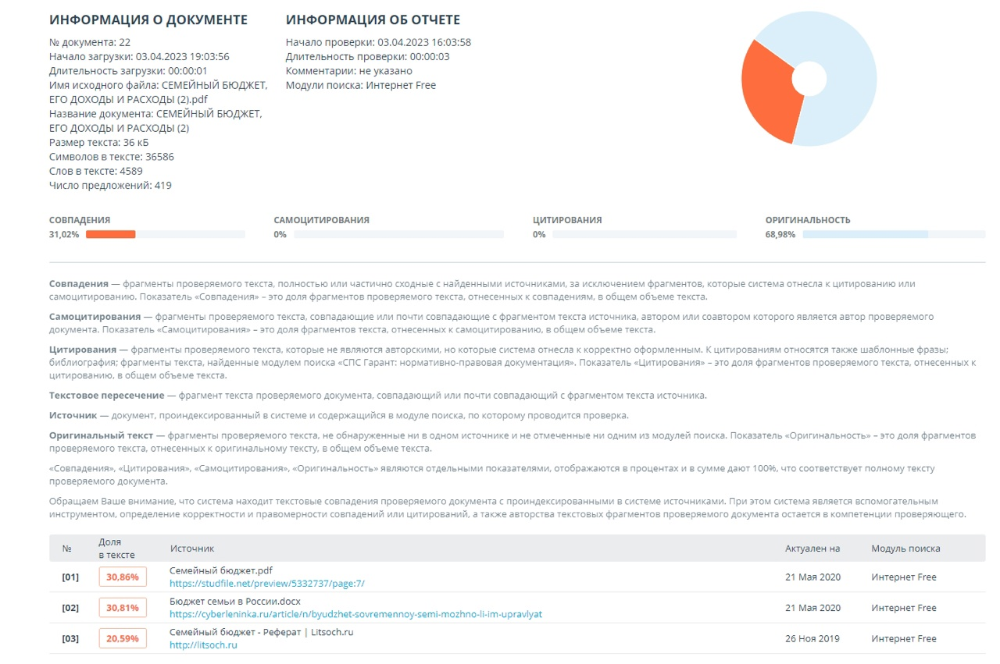 ИНФОРМАЦИЯ О ДОКУМЕНТЕ
№ документа: 22
Начало загрузки: 03.04.2023 19:03:56
Длительность загрузки: 00:00:01
Имя исходного файла: СЕМЕЙНЫЙ БЮДЖЕТ,
ЕГО ДОХОДЫ И РАСХОДЫ (2).pdf
Название документа: СЕМЕЙНЫЙ БЮДЖЕТ,
ЕГО ДОХОДЫ И РАСХОДЫ (2)
Размер текста: 36 кБ
Символов в тексте: 36586
Слов в тексте: 4589
Число предложений: 419
ИНФОРМАЦИЯ ОБ ОТЧЕТЕ
Начало проверки: 03.04.2023 16:03:58
Длительность проверки: 00:00:03
Комментарии: не указано
Модули поиска: Интернет Free
СОВПАДЕНИЯ
31,02%
САМОЦИТИРОВАНИЯ
0%
ЦИТИРОВАНИЯ
0%
ОРИГИНАЛЬНОСТЬ
68,98%
Совпадения — фрагменты проверяемого текста, полностью или частично сходные с найденными источниками, за исключением фрагментов, которые система отнесла к цитированию или
самоцитированию. Показатель «Совпадения» – это доля фрагментов проверяемого текста, отнесенных к совпадениям, в общем объеме текста.
Самоцитирования — фрагменты проверяемого текста, совпадающие или почти совпадающие с фрагментом текста источника, автором или соавтором которого является автор проверяемого
документа. Показатель «Самоцитирования» – это доля фрагментов текста, отнесенных к самоцитированию, в общем объеме текста.
Цитирования — фрагменты проверяемого текста, которые не являются авторскими, но которые система отнесла к корректно оформленным. К цитированиям относятся также шаблонные фразы;
библиография; фрагменты текста, найденные модулем поиска «СПС Гарант: нормативно-правовая документация». Показатель «Цитирования» – это доля фрагментов проверяемого текста, отнесенных к
цитированию, в общем объеме текста.
Текстовое пересечение — фрагмент текста проверяемого документа, совпадающий или почти совпадающий с фрагментом текста источника.
Источник — документ, проиндексированный в системе и содержащийся в модуле поиска, по которому проводится проверка.
Оригинальный текст — фрагменты проверяемого текста, не обнаруженные ни в одном источнике и не отмеченные ни одним из модулей поиска. Показатель «Оригинальность» – это доля фрагментов
проверяемого текста, отнесенных к оригинальному тексту, в общем объеме текста.
«Совпадения», «Цитирования», «Самоцитирования», «Оригинальность» являются отдельными показателями, отображаются в процентах и в сумме дают 100%, что соответствует полному тексту
проверяемого документа.
Обращаем Ваше внимание, что система находит текстовые совпадения проверяемого документа с проиндексированными в системе источниками. При этом система является вспомогательным
инструментом, определение корректности и правомерности совпадений или цитирований, а также авторства текстовых фрагментов проверяемого документа остается в компетенции проверяющего.
№ Доля Источник Актуален на Модуль поиска
в тексте
[01] 30,86% Семейный бюджет.pdf 21 Мая 2020 Интернет Free
https://studfile.net/preview/5332737/page:7/
[02] 30,81% Бюджет семьи в России.docx 21 Мая 2020 Интернет Free
https://cyberleninka.ru/article/n/byudzhet-sovremennoy-semi-mozhno-li-im-upravlyat
[03] 20,59% Семейный бюджет - Реферат | Litsoch.ru 26 Ноя 2019 Интернет Free
http://litsoch.ru